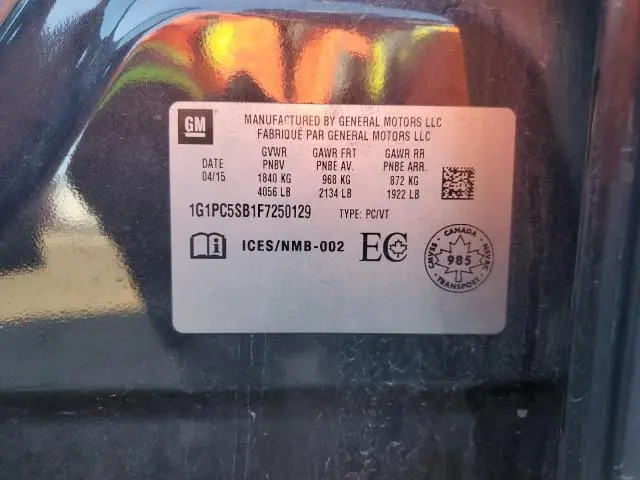 GM
MANUFACTURED BY GENERAL MOTORS LLC
FABRIQUÉ PAR GENERAL MOTORS LLC
GVWR GAWR FRT GAWR RR
DATE PNBV PNBE AV. PNBE ARR.
04/15 1840 KG 968 KG 872 KG
4056 LB 2134 LB 1922 LB
1G1PC5SB1F7250129 TYPE: PC/VT
ICES/NMB-002 EC
CANADA
CMVSS 985 NSVAC
TRANSPORT